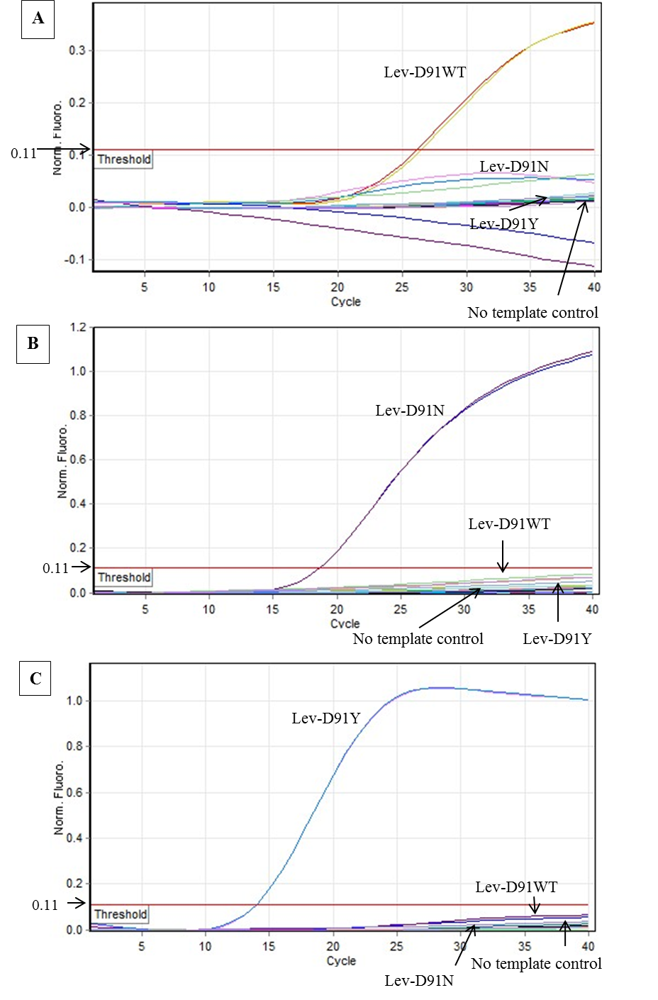 A
0.3
Lev-D91WT
0.2
Norm. Fluoro.
0.11
0.1
Threshold
Lev-D91N
0.0
Lev-D91Y
-0.1
5 10 15 20 25 30 35 40
Cycle
No template control
B
1.2
1.0
Lev-D91N
0.8
Norm. Fluoro.
0.6
0.4
Lev-D91WT
0.2
0.11
Threshold
0.0
5 10 15 20 25 30 35 40
Cycle
No template control Lev-D91Y
C
1.0
Lev-D91Y
0.8
Norm. Fluoro.
0.6
0.4
0.2
Lev-D91WT
0.11
Threshold
0.0
5 10 15 20 25 30 35 40
Cycle
No template control
Lev-D91N